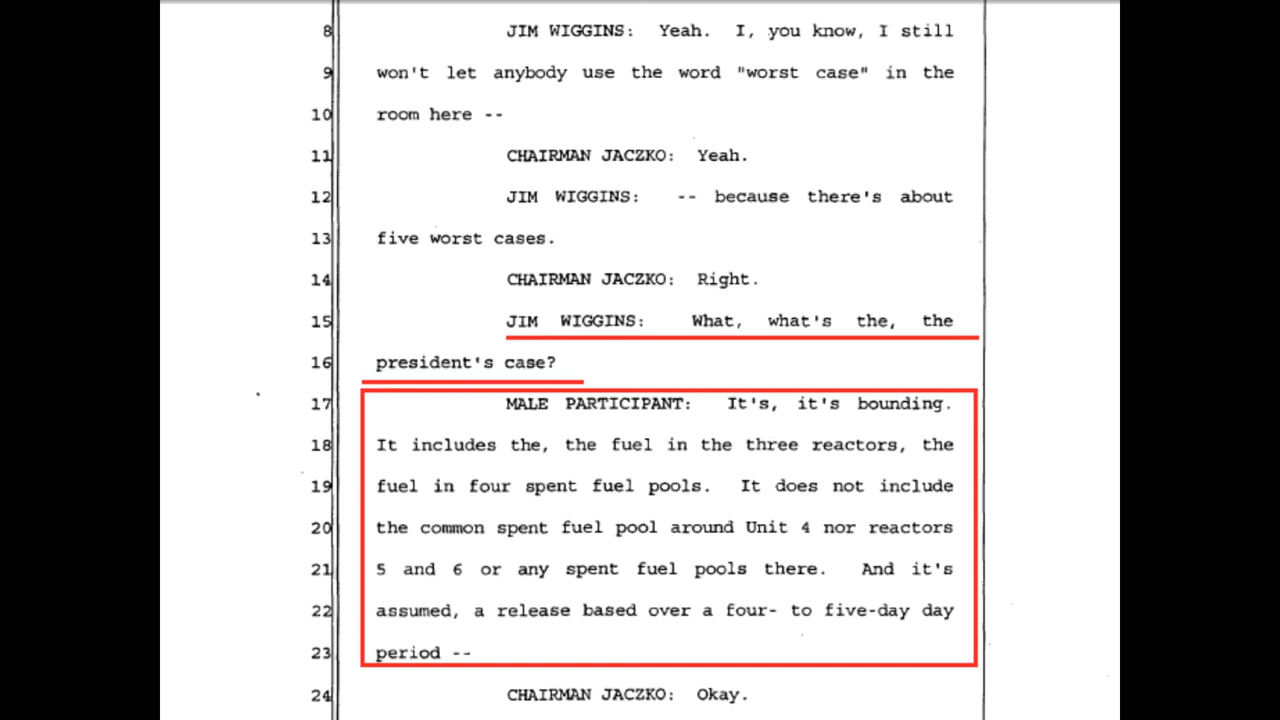 8 JIM WIGGINS: Yeah. I, you know, I still
9 won't let anybody use the word "worst case" in the
10 room here --
11 CHAIRMAN JACZKO: Yeah.
12 JIM WIGGINS: -- because there's about
13 five worst cases.
14 CHAIRMAN JACZKO: Right.
15 JIM WIGGINS: What, what's the, the
16 president's case?
17 MALE PARTICIPANT: It's, it's bounding.
18 It includes the, the fuel in the three reactors, the
19 fuel in four spent fuel pools. It does not include
20 the common spent fuel pool around Unit 4 nor reactors
21 5 and 6 or any spent fuel pools there. And it's
22 assumed, a release based over a four- to five-day day
23 period --
24 CHAIRMAN JACZKO: Okay.